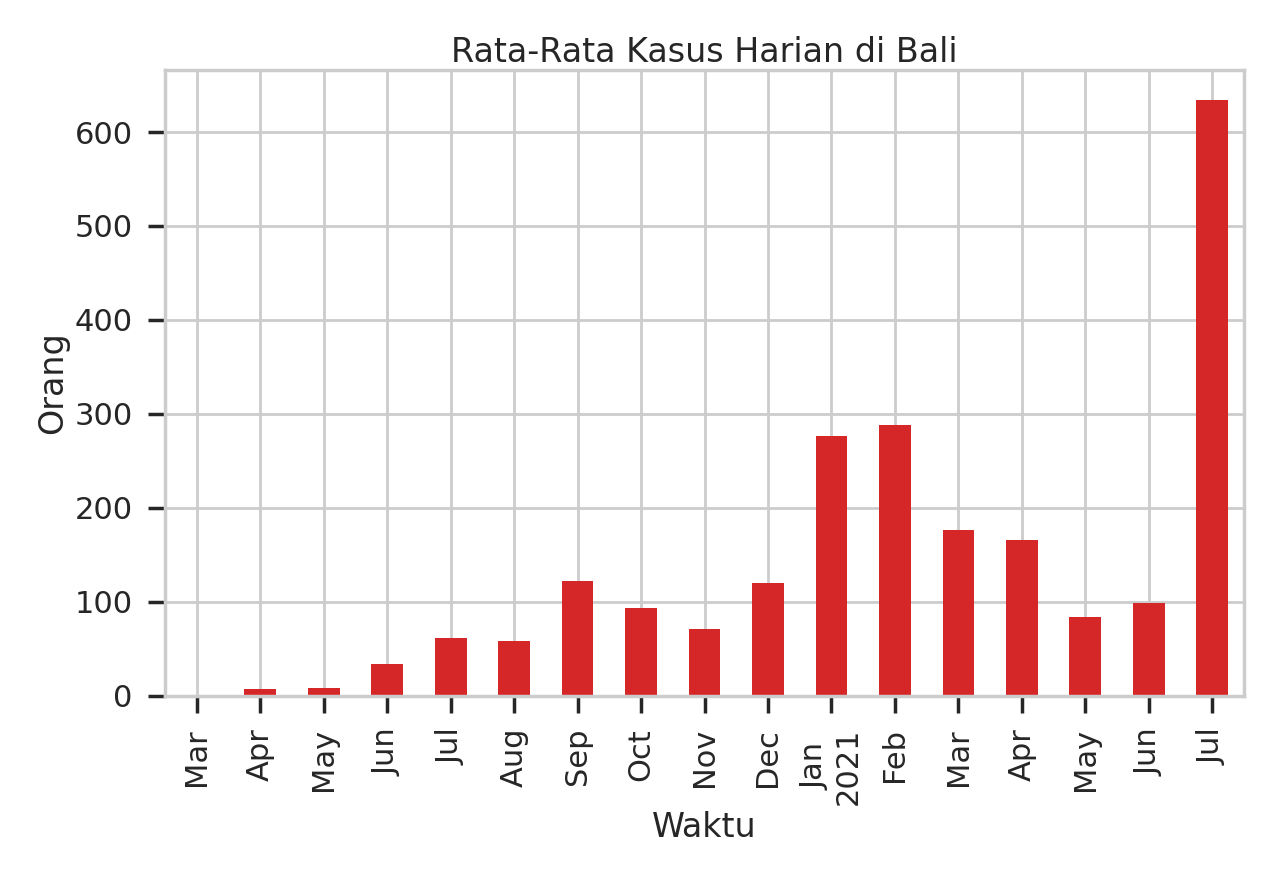 Rata-Rata Kasus Harian di Bali
600
500
400
300
200
100
0
Orang
Mar
Apr
May
Jun
Jul
Aug
Sep
Oct
Nov
Dec
Jan
2021
Feb
Mar
Apr
May
Jun
Jul
Waktu